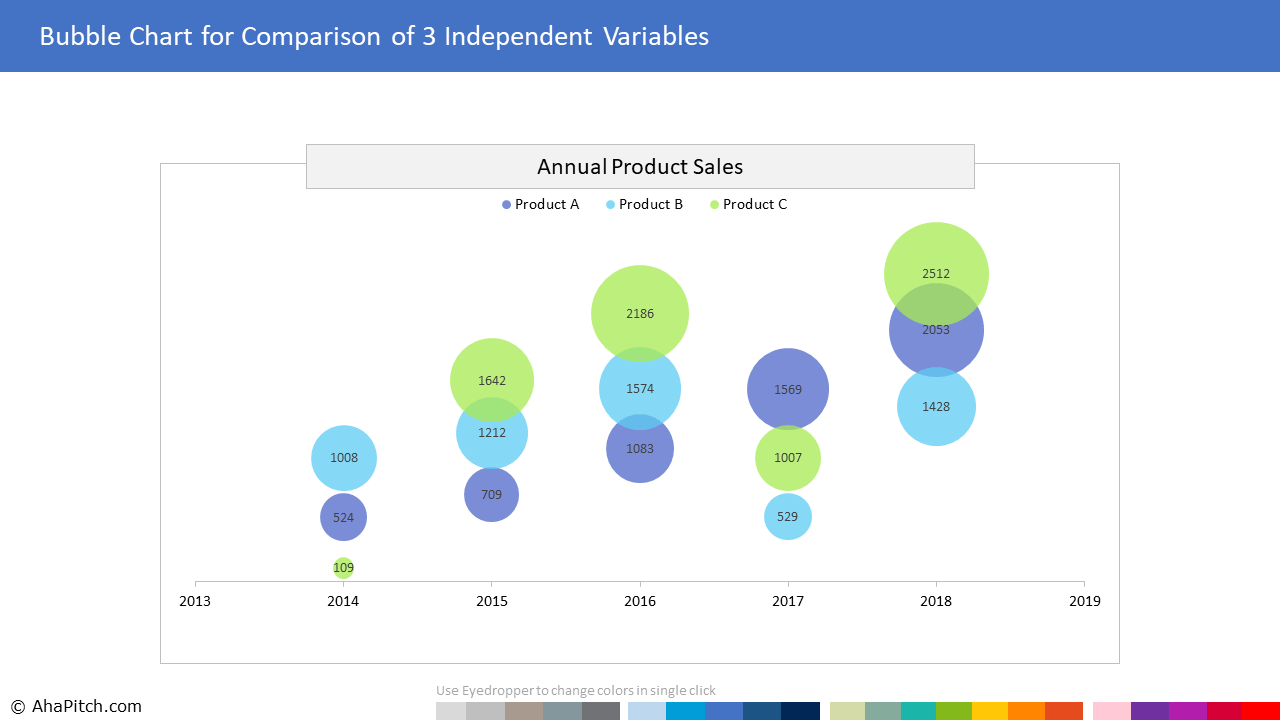 Bubble Chart for Comparison of 3 Independent Variables
Annual Product Sales
Product A Product B Product C
2512
2186
2053
1642
1574
1569
1428
1212
1083
1008
1007
709
524
529
109
2013 2014 2015 2016 2017 2018 2019
Use Eyedropper to change colors in single click
© AhaPitch.com